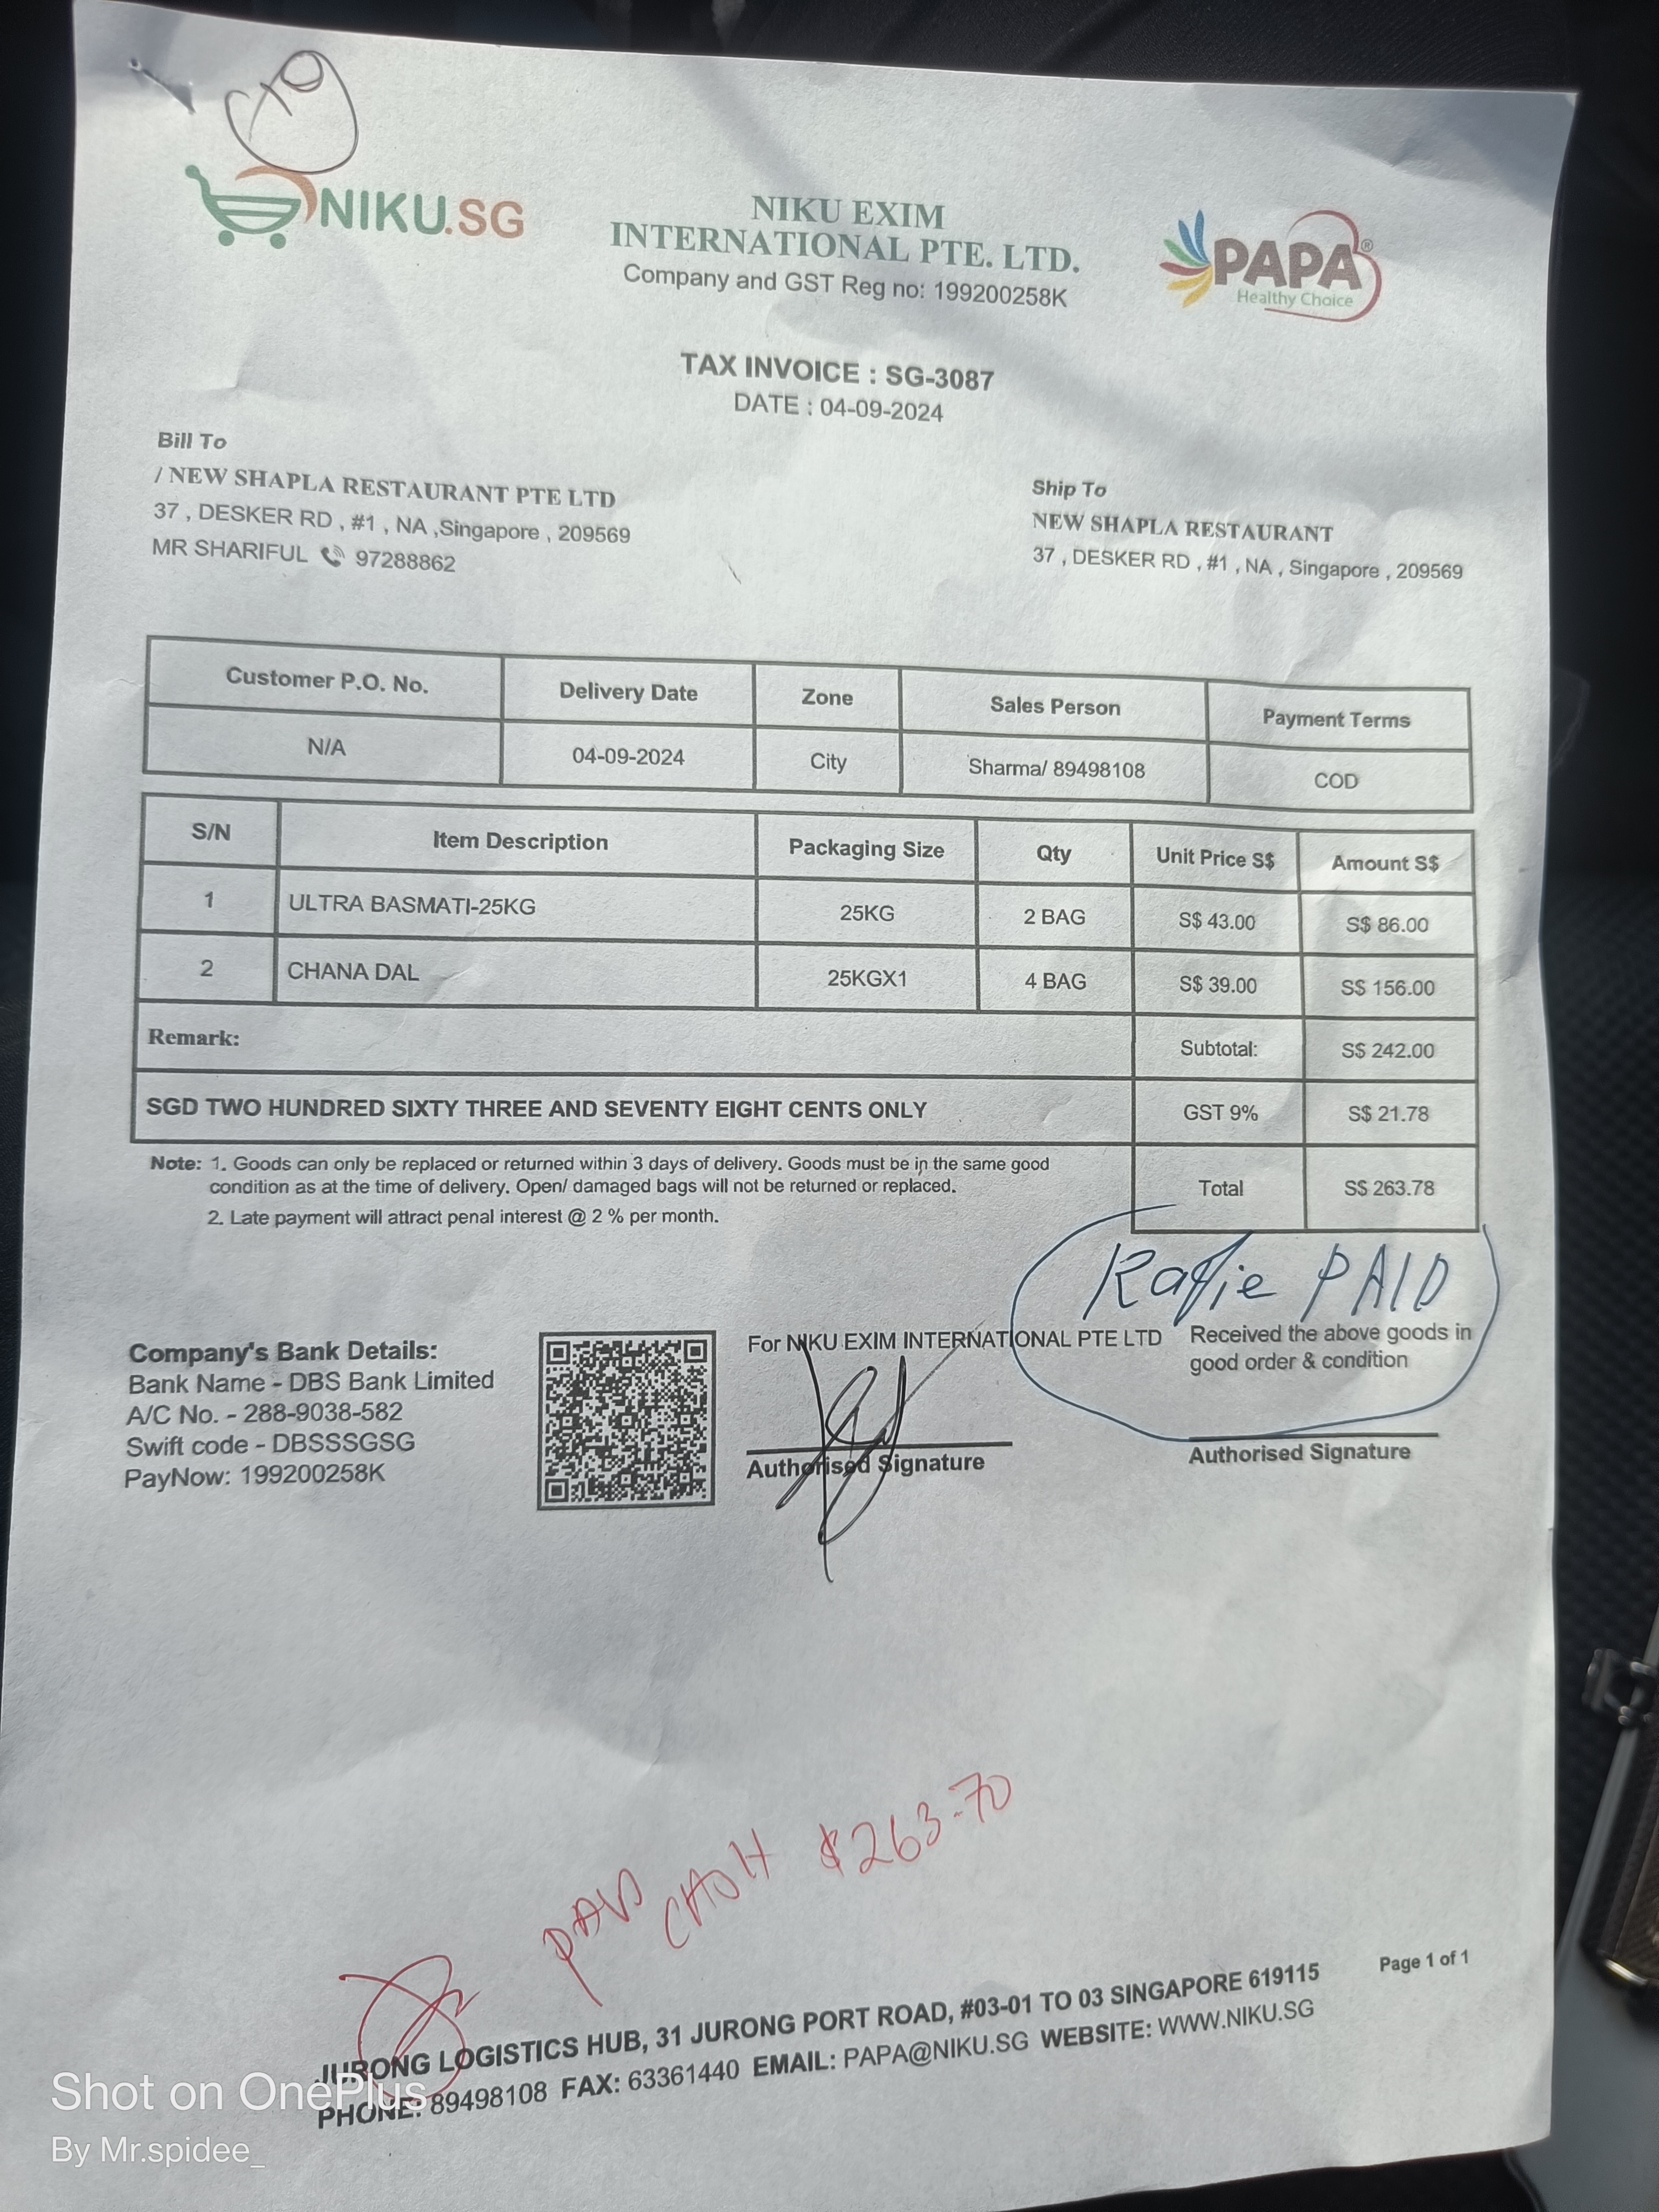 NIKU.SG
NIKU EXIM
INTERNATIONAL PTE. LTD.
Company and GST Reg no: 199200258K
PAPA®
Healthy Choice
TAX INVOICE : SG-3087
DATE : 04-09-2024
Bill To
/ NEW SHAPLA RESTAURANT PTE LTD
37 , DESKER RD , #1 , NA ,Singapore , 209569
MR SHARIFUL 97288862
Ship To
NEW SHAPLA RESTAURANT
37 , DESKER RD , #1 , NA , Singapore , 209569
Customer P.O. No. Delivery Date Zone Sales Person Payment Terms
N/A 04-09-2024 City Sharma/ 89498108 COD
S/N Item Description Packaging Size Qty Unit Price S$ Amount S$
1 ULTRA BASMATI-25KG 25KG 2 BAG S$ 43.00 S$ 86.00
2 CHANA DAL 25KGX1 4 BAG S$ 39.00 S$ 156.00
Remark: Subtotal: S$ 242.00
SGD TWO HUNDRED SIXTY THREE AND SEVENTY EIGHT CENTS ONLY GST 9% S$ 21.78
Total S$ 263.78
Note: 1. Goods can only be replaced or returned within 3 days of delivery. Goods must be in the same good
condition as at the time of delivery. Open/ damaged bags will not be returned or replaced.
2. Late payment will attract penal interest @ 2 % per month.
PAID
Company's Bank Details:
Bank Name - DBS Bank Limited
A/C No. - 288-9038-582
Swift code - DBSSSGSG
PayNow: 199200258K
For NIKU EXIM INTERNATIONAL PTE LTD
Authorised Signature
Received the above goods in
good order & condition
Authorised Signature
CASH $263-70
Page 1 of 1
JURONG LOGISTICS HUB, 31 JURONG PORT ROAD, #03-01 TO 03 SINGAPORE 619115
PHONE: 89498108 FAX: 63361440 EMAIL: PAPA@NIKU.SG WEBSITE: WWW.NIKU.SG
Shot on OnePlus
By Mr.spidee_